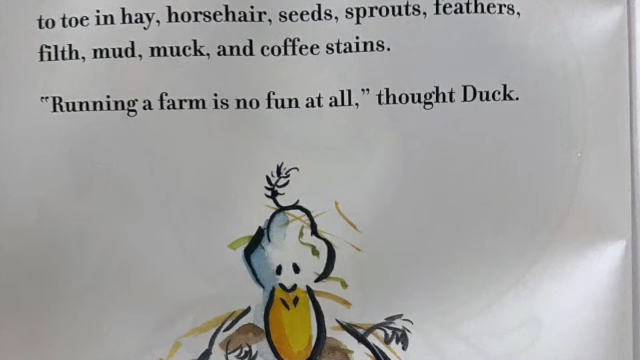 to toe in hay, horsehair, seeds, sprouts, feathers,
filth, mud, muck, and coffee stains.
"Running a farm is no fun at all," thought Duck.